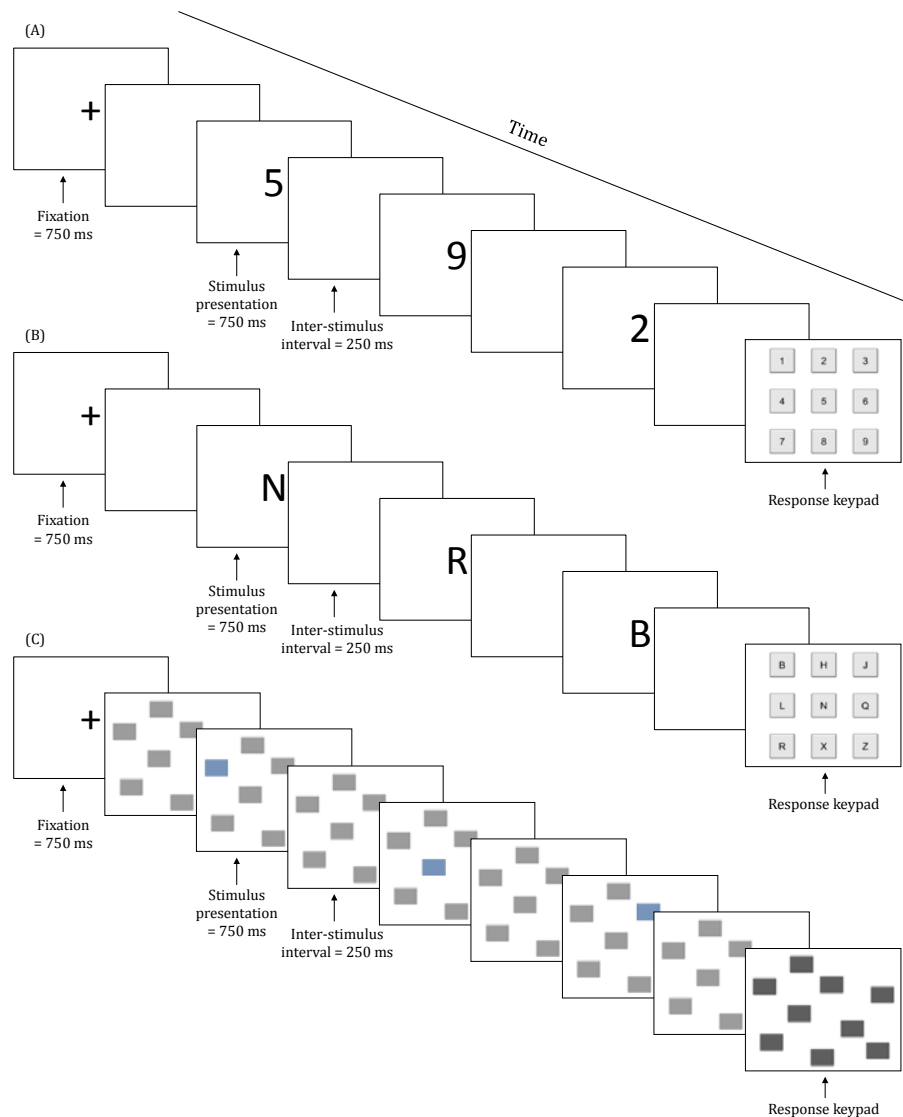 (A)
+
Time
5
Fixation
= 750 ms
9
Stimulus
presentation
= 750 ms
2
Inter-stimulus
interval = 250 ms
1 2 3
4 5 6
7 8 9
Response keypad
(B)
+
N
Fixation
= 750 ms
R
Stimulus
presentation
= 750 ms
B
Inter-stimulus
interval = 250 ms
B H J
L N Q
R X Z
Response keypad
(C)
+
Fixation
= 750 ms
Stimulus
presentation
= 750 ms
Inter-stimulus
interval = 250 ms
Response keypad